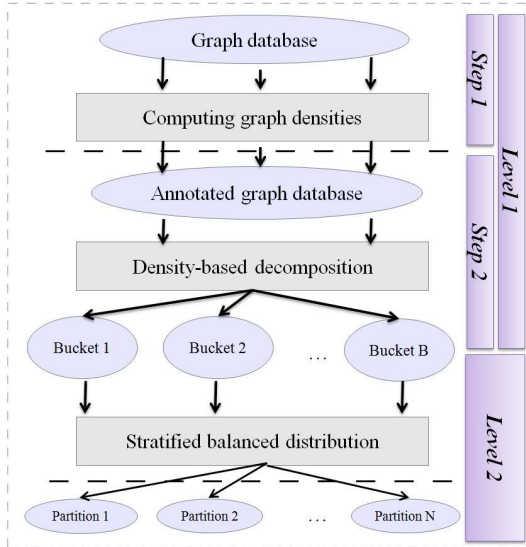 Graph database
Computing graph densities
Step 1
Annotated graph database
Density-based decomposition
Step 2
Level 1
Bucket 1
Bucket 2
...
Bucket B
Stratified balanced distribution
Level 2
Partition 1
Partition 2
...
Partition N